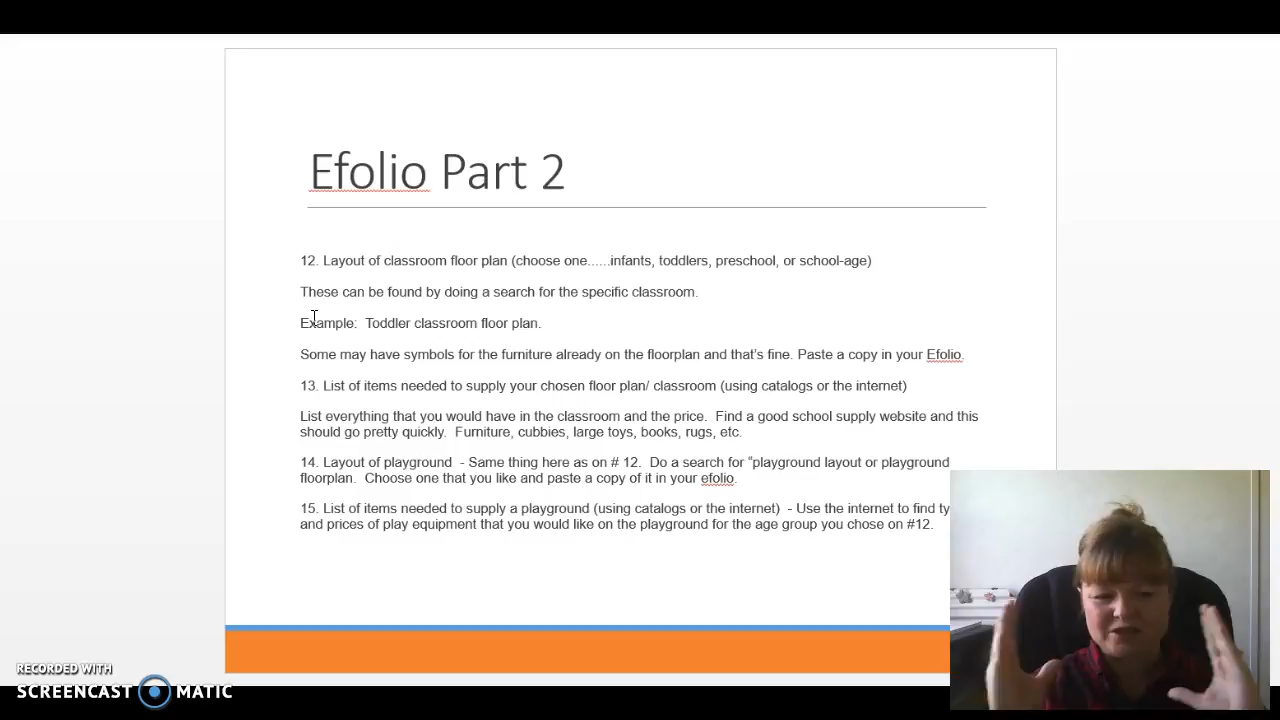 Efolio Part 2
12. Layout of classroom floor plan (choose one......infants, toddlers, preschool, or school-age)
These can be found by doing a search for the specific classroom.
Example:  Toddler classroom floor plan.
Some may have symbols for the furniture already on the floorplan and that's fine. Paste a copy in your Efolio.
13. List of items needed to supply your chosen floor plan/ classroom (using catalogs or the internet)
List everything that you would have in the classroom and the price.  Find a good school supply website and this
should go pretty quickly.  Furniture, cubbies, large toys, books, rugs, etc.
14. Layout of playground  - Same thing here as on # 12.  Do a search for “playground layout or playground
floorplan.  Choose one that you like and paste a copy of it in your efolio.
15. List of items needed to supply a playground (using catalogs or the internet)  - Use the internet to find
and prices of play equipment that you would like on the playground for the age group you chose on #12.
RECORDED WITH
SCREENCAST MATIC